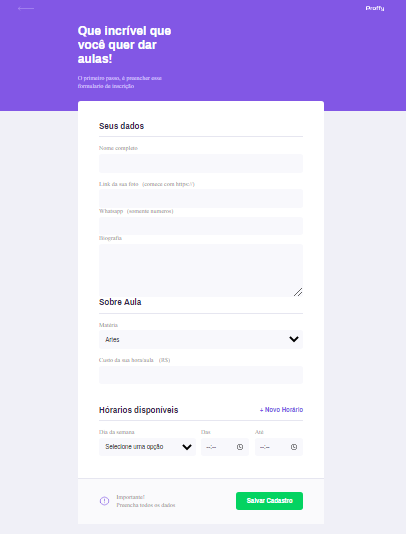 Proffy
Que incrível que
você quer dar
aulas!
O primeiro passo, é preencher esse
formulario de inscrição
Seus dados
Nome completo
Link da sua foto (comece com https://)
Whatsapp (somente numeros)
Biografia
Sobre Aula
Matéria
Artes
Custo da sua hora/aula (R$)
Hórarios disponíveis
+ Novo Horário
Dia da semana
Das
Até
Selecione uma opção
--:--
--:--
Importante!
Preencha todos os dados
Salvar Cadastro